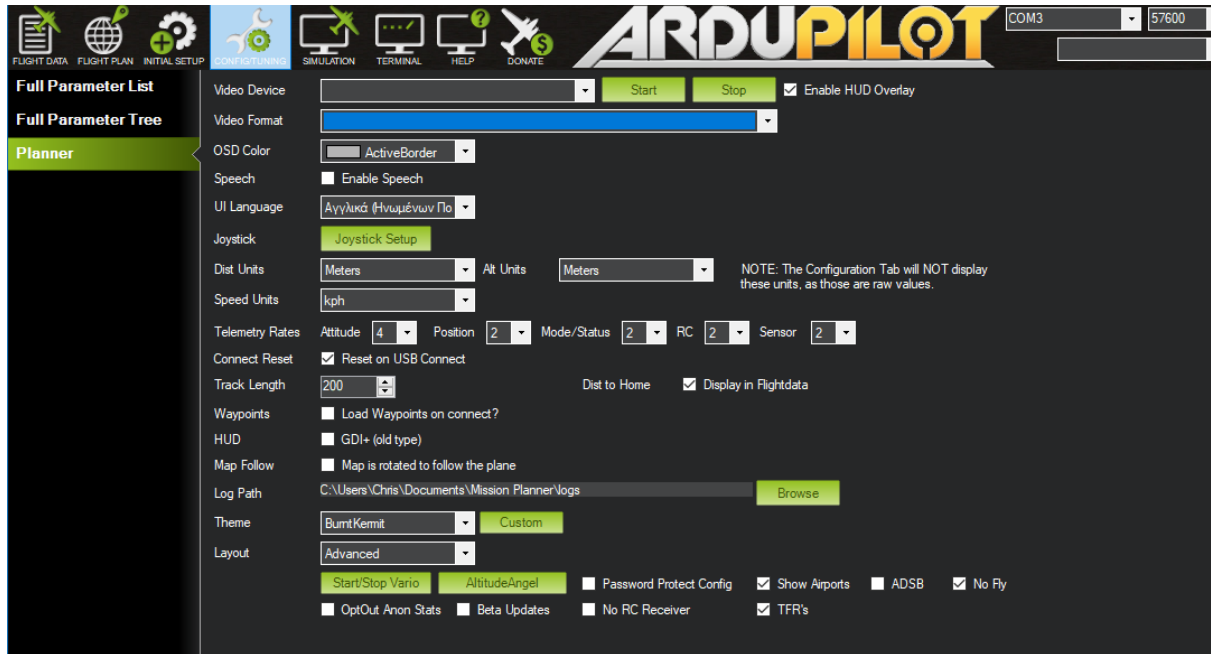 FLIGHT DATA FLIGHT PLAN INITIAL SETUP CONFIG/TUNING SIMULATION TERMINAL HELP DONATE ARDUPILOT COM3 57600
Full Parameter List
Full Parameter Tree
Planner
Video Device Start Stop Enable HUD Overlay
Video Format
OSD Color ActiveBorder
Speech Enable Speech
UI Language Αγγλικά (Ηνωμένων Πο
Joystick Joystick Setup
Dist Units Meters Alt Units Meters NOTE: The Configuration Tab will NOT display
these units, as those are raw values.
Speed Units kph
Telemetry Rates Attitude 4 Position 2 Mode/Status 2 RC 2 Sensor 2
Connect Reset Reset on USB Connect
Track Length 200 Dist to Home Display in Flightdata
Waypoints Load Waypoints on connect?
HUD GDI+ (old type)
Map Follow Map is rotated to follow the plane
Log Path C:\Users\Chris\Documents\Mission Planner\logs Browse
Theme BurntKermit Custom
Layout Advanced
Start/Stop Vario AltitudeAngel Password Protect Config Show Airports ADSB No Fly
OptOut Anon Stats Beta Updates No RC Receiver TFR's